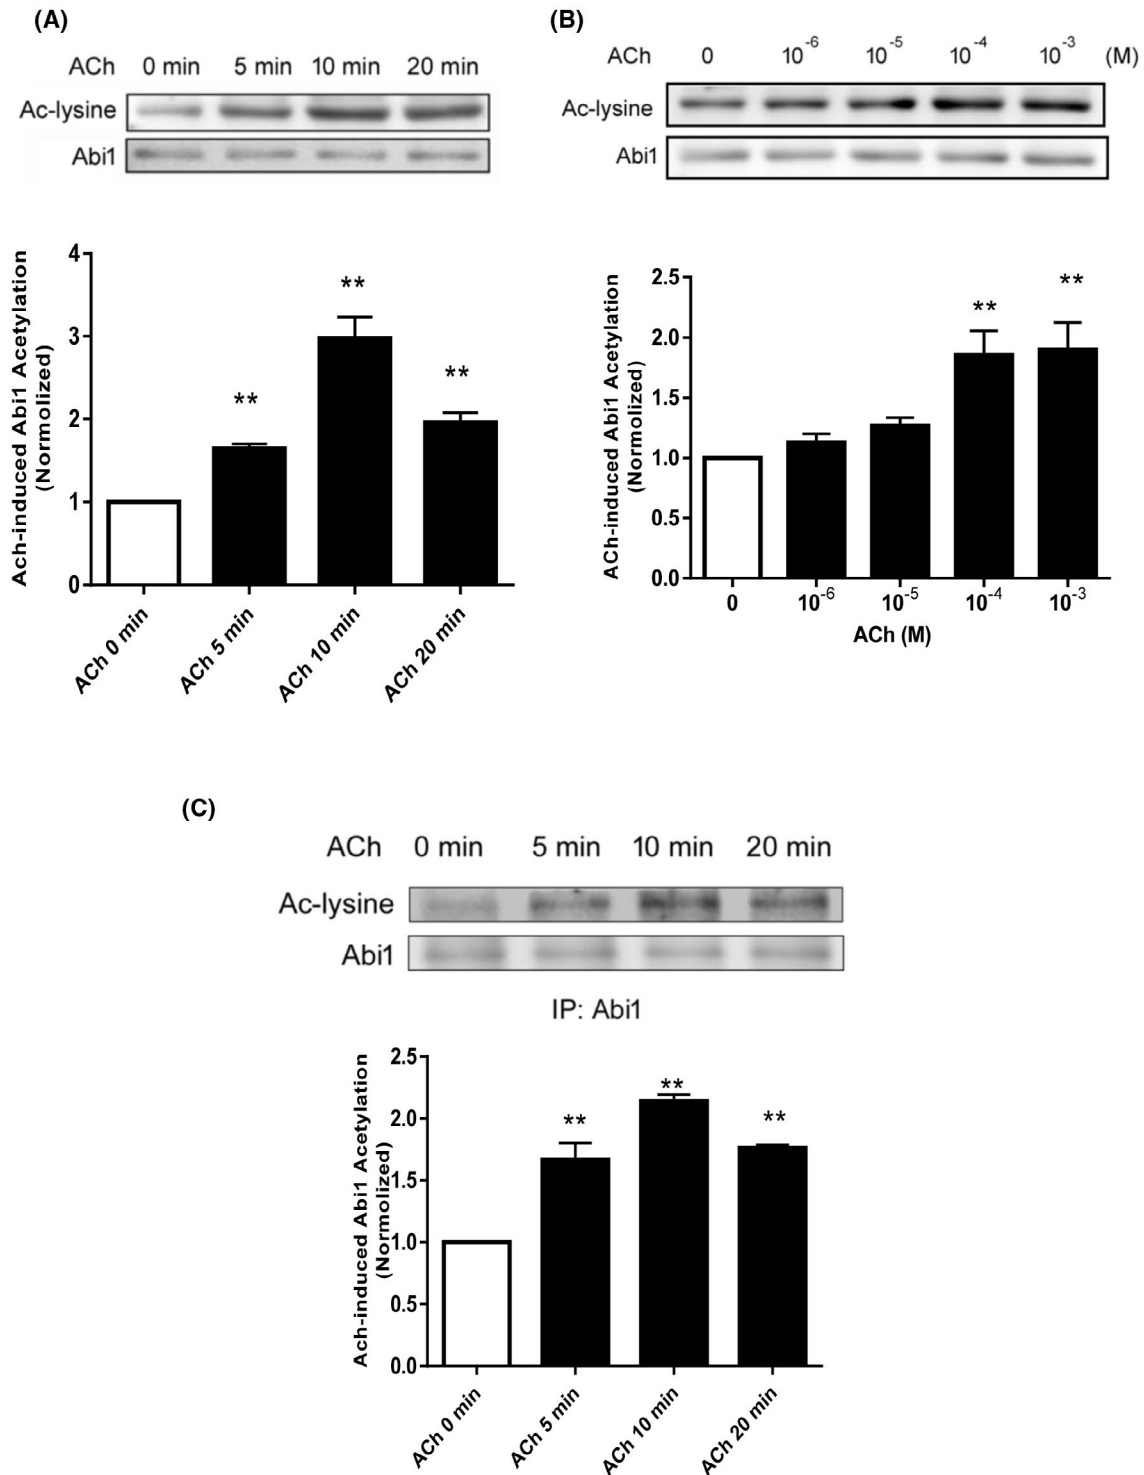 (A)
ACh 0 min 5 min 10 min 20 min
Ac-lysine
Abi1
4
3
2
1
0
Ach-induced Abi1 Acetylation
(Normolized)
**
**
**
ACh 0 min
ACh 5 min
ACh 10 min
ACh 20 min
(B)
ACh 0 10-6 10-5 10-4 10-3 (M)
Ac-lysine
Abi1
2.5
2.0
1.5
1.0
0.5
0.0
ACh-induced Abi1 Acetylation
(Normolized)
**
**
0 10-6 10-5 10-4 10-3
ACh (M)
(C)
ACh 0 min 5 min 10 min 20 min
Ac-lysine
Abi1
IP: Abi1
2.5
2.0
1.5
1.0
0.5
0.0
Ach-induced Abi1 Acetylation
(Normolized)
**
**
**
ACh 0 min
ACh 5 min
ACh 10 min
ACh 20 min